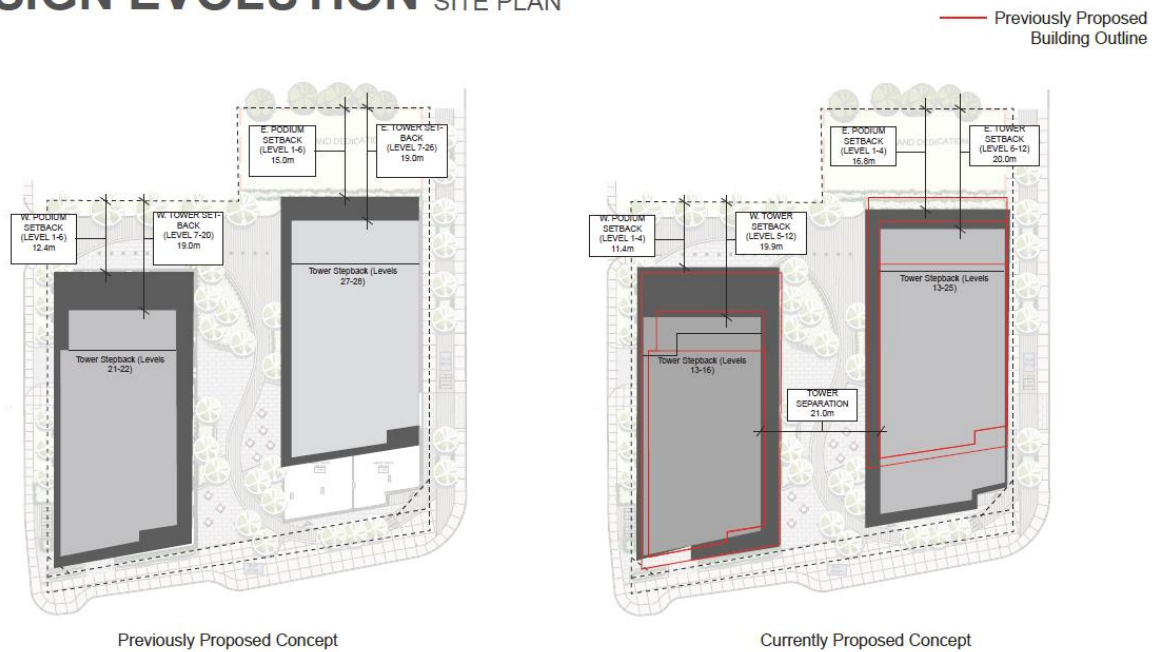 SIGN EVOLUTION SITE PLAN
Previously Proposed
Building Outline
E. PODIUM
SETBACK
(LEVEL 1-6)
15.0m
E. TOWER SET-
BACK
(LEVEL 7-26)
19.0m
AND DEDICATIO
W. PODIUM
SETBACK
(LEVEL 1-6)
12.4m
W. TOWER SET-
BACK
(LEVEL 7-20)
19.0m
Tower Stepback (Levels
27-28)
Tower Stepback (Levels
21-22)
Previously Proposed Concept
E. PODIUM
SETBACK
(LEVEL 1-4)
16.8m
E. TOWER
SETBACK
(LEVEL 6-12)
20.0m
AND DEDICATION
W. PODIUM
SETBACK
(LEVEL 1-4)
11.4m
W. TOWER
SETBACK
(LEVEL 5-12)
19.9m
Tower Stepback (Levels
13-25)
Tower Stepback (Levels
13-16)
TOWER
SEPARATION
21.0m
Currently Proposed Concept